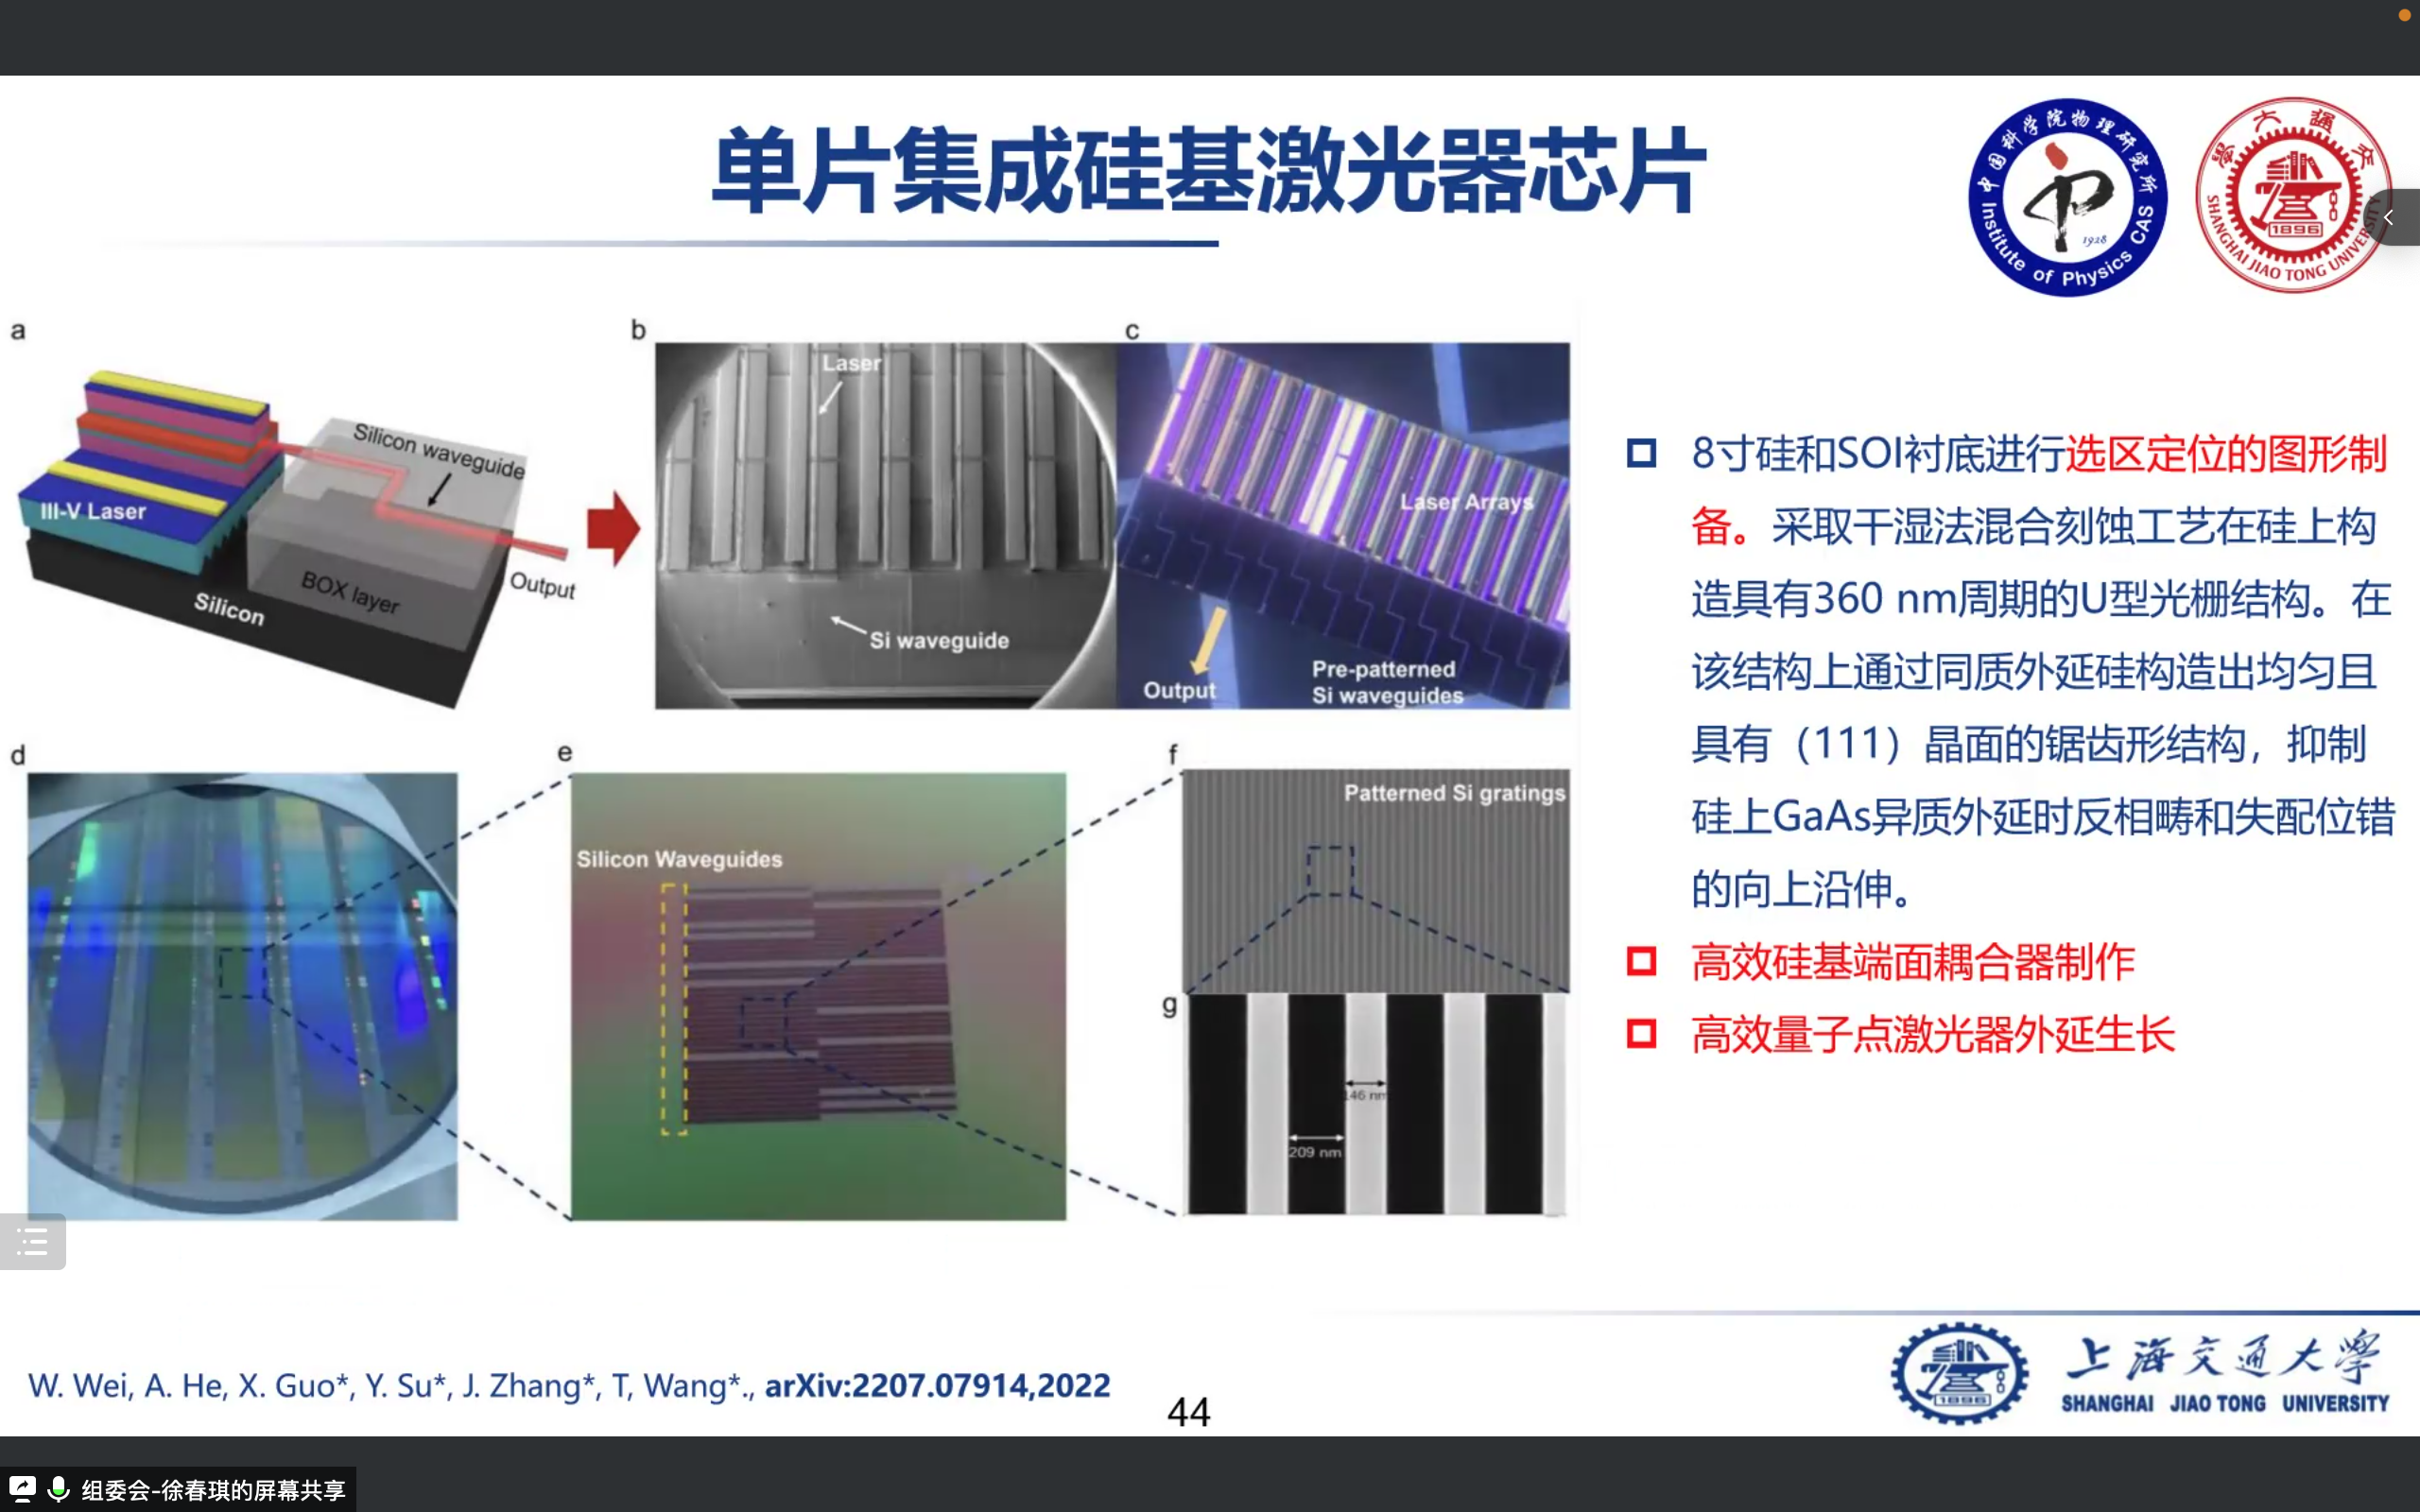 单片集成硅基激光器芯片
中国科学院物理研究所
Institute of Physics CAS
1928
交通大學
SHANGHAI JIAO TONG UNIVERSITY
1896
a
III-V Laser
Silicon waveguide
BOX layer
Silicon
Output
b
Laser
Si waveguide
c
Laser Arrays
Output
Pre-patterned
Si waveguides
d
e
Silicon Waveguides
f
Patterned Si gratings
g
146 nm
209 nm
8寸硅和SOI衬底进行选区定位的图形制
备。采取干湿法混合刻蚀工艺在硅上构
造具有360 nm周期的U型光栅结构。在
该结构上通过同质外延硅构造出均匀且
具有（111）晶面的锯齿形结构，抑制
硅上GaAs异质外延时反相畴和失配位错
的向上沿伸。
高效硅基端面耦合器制作
高效量子点激光器外延生长
W. Wei, A. He, X. Guo*, Y. Su*, J. Zhang*, T, Wang*., arXiv:2207.07914,2022
44
1896
上海交通大學
SHANGHAI JIAO TONG UNIVERSITY
组委会-徐春琪的屏幕共享